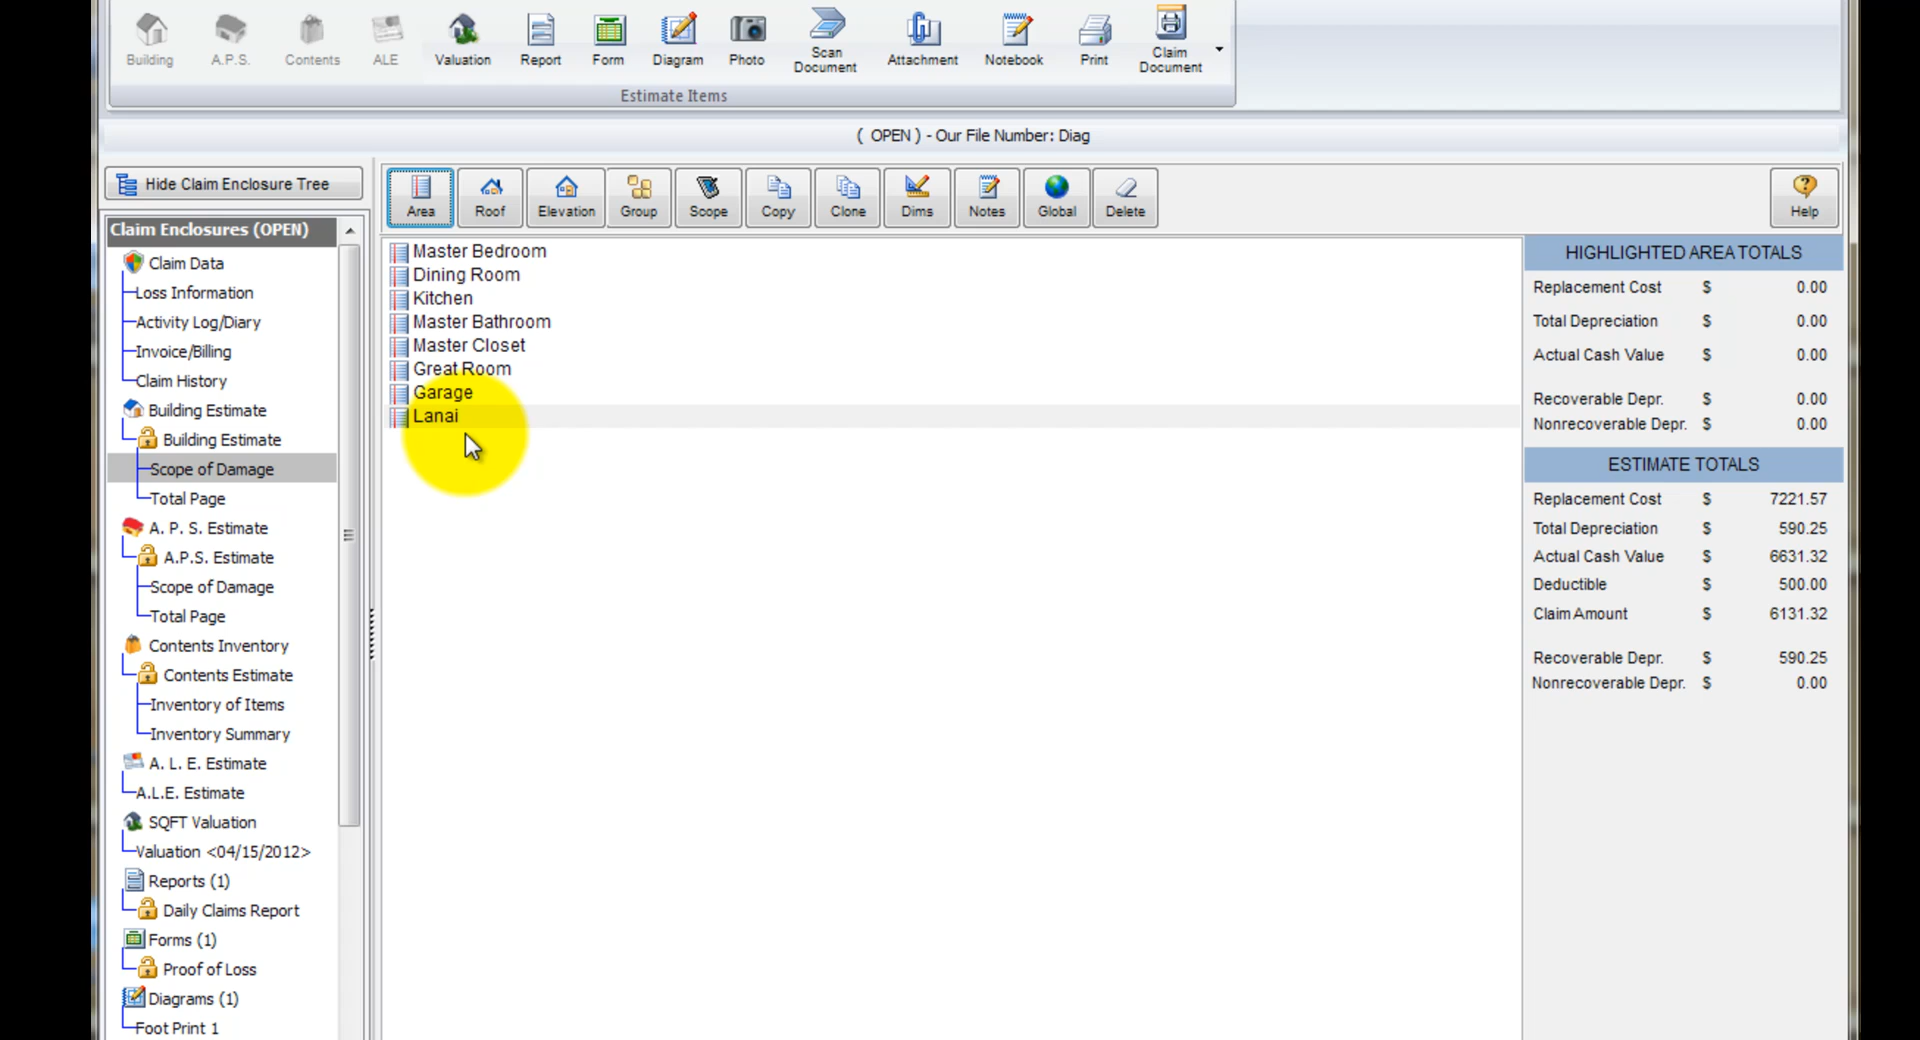 Building A.P.S. Contents ALE Valuation Report Form Diagram Photo Scan Document Attachment Notebook Print Claim Document
Estimate Items
( OPEN ) - Our File Number: Diag
Hide Claim Enclosure Tree
Area Roof Elevation Group Scope Copy Clone Dims Notes Global Delete Help
Claim Enclosures (OPEN)
Claim Data
Loss Information
Activity Log/Diary
Invoice/Billing
Claim History
Building Estimate
Building Estimate
Scope of Damage
Total Page
A. P. S. Estimate
A.P.S. Estimate
Scope of Damage
Total Page
Contents Inventory
Contents Estimate
Inventory of Items
Inventory Summary
A. L. E. Estimate
A.L.E. Estimate
SQFT Valuation
Valuation <04/15/2012>
Reports (1)
Daily Claims Report
Forms (1)
Proof of Loss
Diagrams (1)
Foot Print 1
Master Bedroom
Dining Room
Kitchen
Master Bathroom
Master Closet
Great Room
Garage
Lanai
HIGHLIGHTED AREA TOTALS
Replacement Cost $ 0.00
Total Depreciation $ 0.00
Actual Cash Value $ 0.00
Recoverable Depr. $ 0.00
Nonrecoverable Depr. $ 0.00
ESTIMATE TOTALS
Replacement Cost $ 7221.57
Total Depreciation $ 590.25
Actual Cash Value $ 6631.32
Deductible $ 500.00
Claim Amount $ 6131.32
Recoverable Depr. $ 590.25
Nonrecoverable Depr. $ 0.00